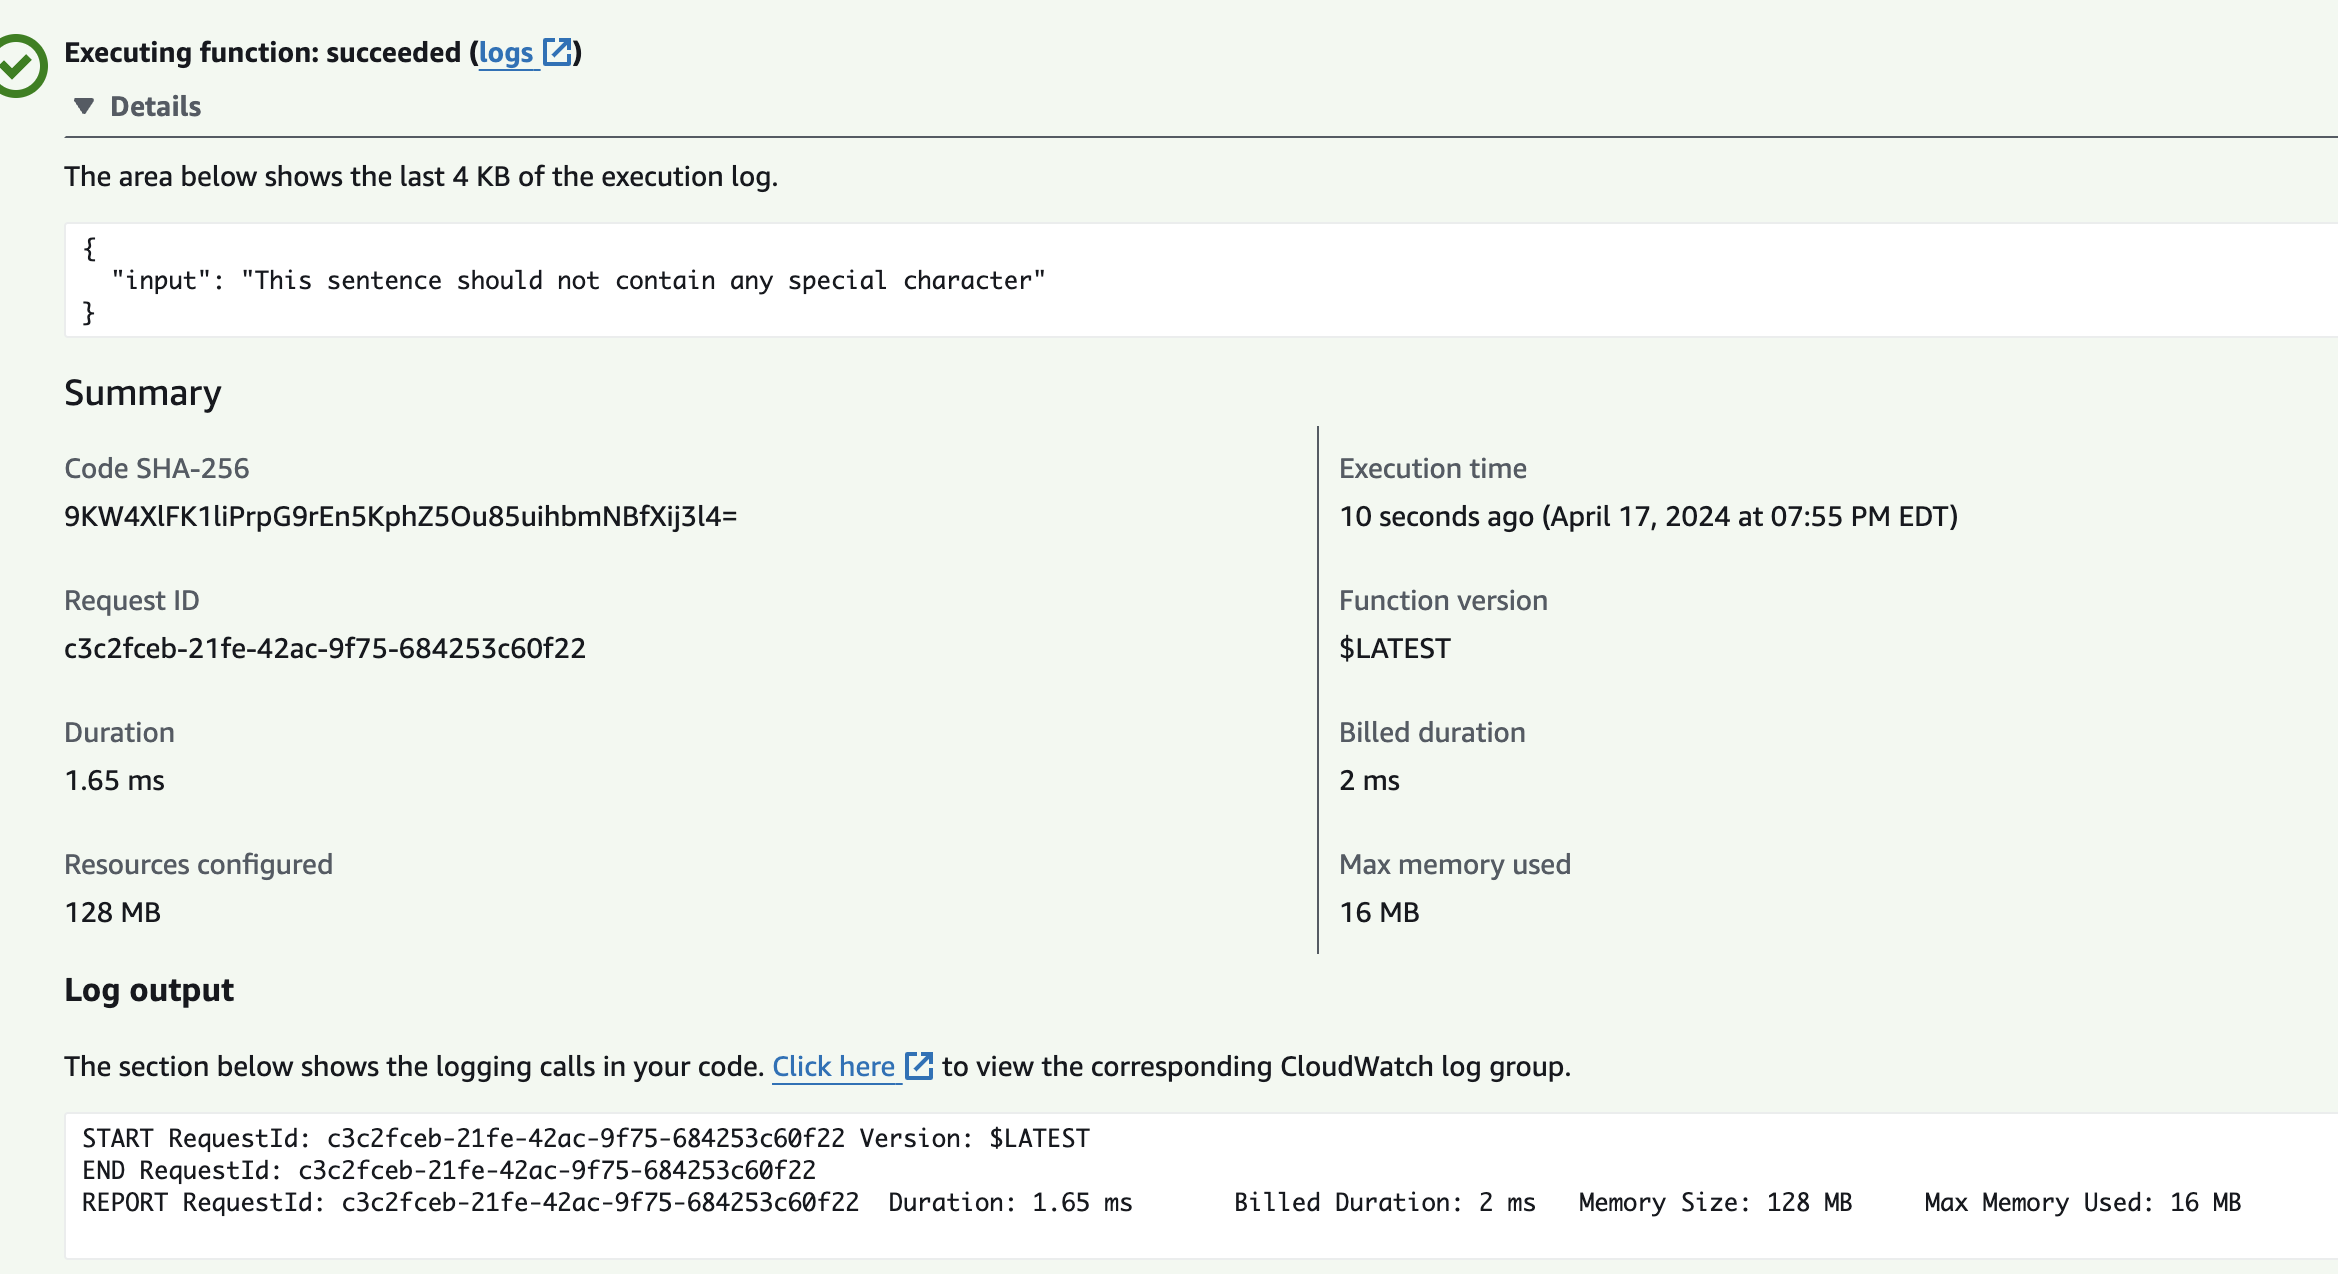 Executing function: succeeded (logs)
Details
The area below shows the last 4 KB of the execution log.
{
  "input": "This sentence should not contain any special character"
}
Summary
Code SHA-256
9KW4XlFK1liPrpG9rEn5KphZ5Ou85uihbmNBfXij3l4=
Execution time
10 seconds ago (April 17, 2024 at 07:55 PM EDT)
Request ID
c3c2fceb-21fe-42ac-9f75-684253c60f22
Function version
$LATEST
Duration
1.65 ms
Billed duration
2 ms
Resources configured
128 MB
Max memory used
16 MB
Log output
The section below shows the logging calls in your code. Click here to view the corresponding CloudWatch log group.
START RequestId: c3c2fceb-21fe-42ac-9f75-684253c60f22 Version: $LATEST
END RequestId: c3c2fceb-21fe-42ac-9f75-684253c60f22
REPORT RequestId: c3c2fceb-21fe-42ac-9f75-684253c60f22  Duration: 1.65 ms       Billed Duration: 2 ms   Memory Size: 128 MB     Max Memory Used: 16 MB